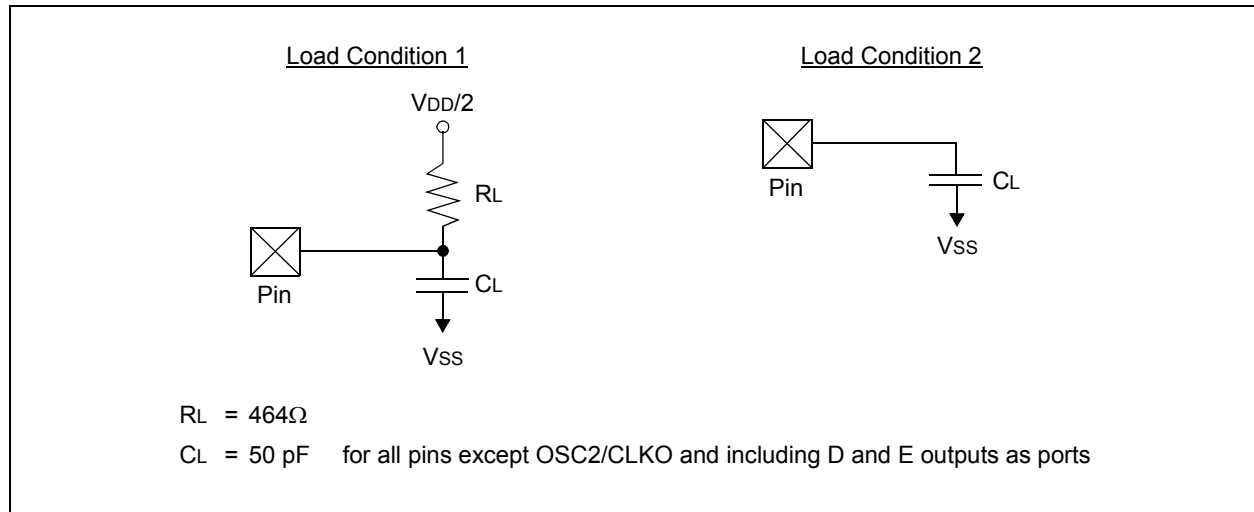 Load Condition 1
VDD/2
RL
Pin
CL
VSS
Load Condition 2
Pin
CL
VSS
RL = 464Ω
CL = 50 pF for all pins except OSC2/CLKO and including D and E outputs as ports